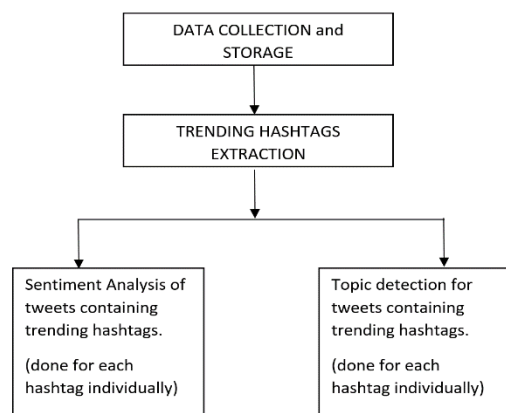 DATA COLLECTION and
STORAGE
TRENDING HASHTAGS
EXTRACTION
Sentiment Analysis of
tweets containing
trending hashtags.
(done for each
hashtag individually)
Topic detection for
tweets containing
trending hashtags.
(done for each
hashtag individually)